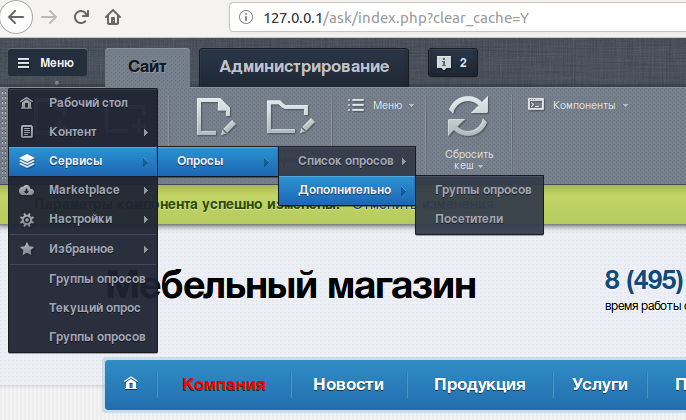 127.0.0.1/ask/index.php?clear_cache=Y
Меню
Сайт
Администрирование
2
Рабочий стол
Контент
Сервисы
Marketplace
Настройки
Избранное
Группы опросов
Текущий опрос
Группы опросов
Опросы
Список опросов
Дополнительно
Группы опросов
Посетители
Меню
Сбросить
кеш
Компоненты
Параметры компонента успешно изменены. Отменить изменения
Мебельный магазин
8 (495)
время работы с
Компания
Новости
Продукция
Услуги
П